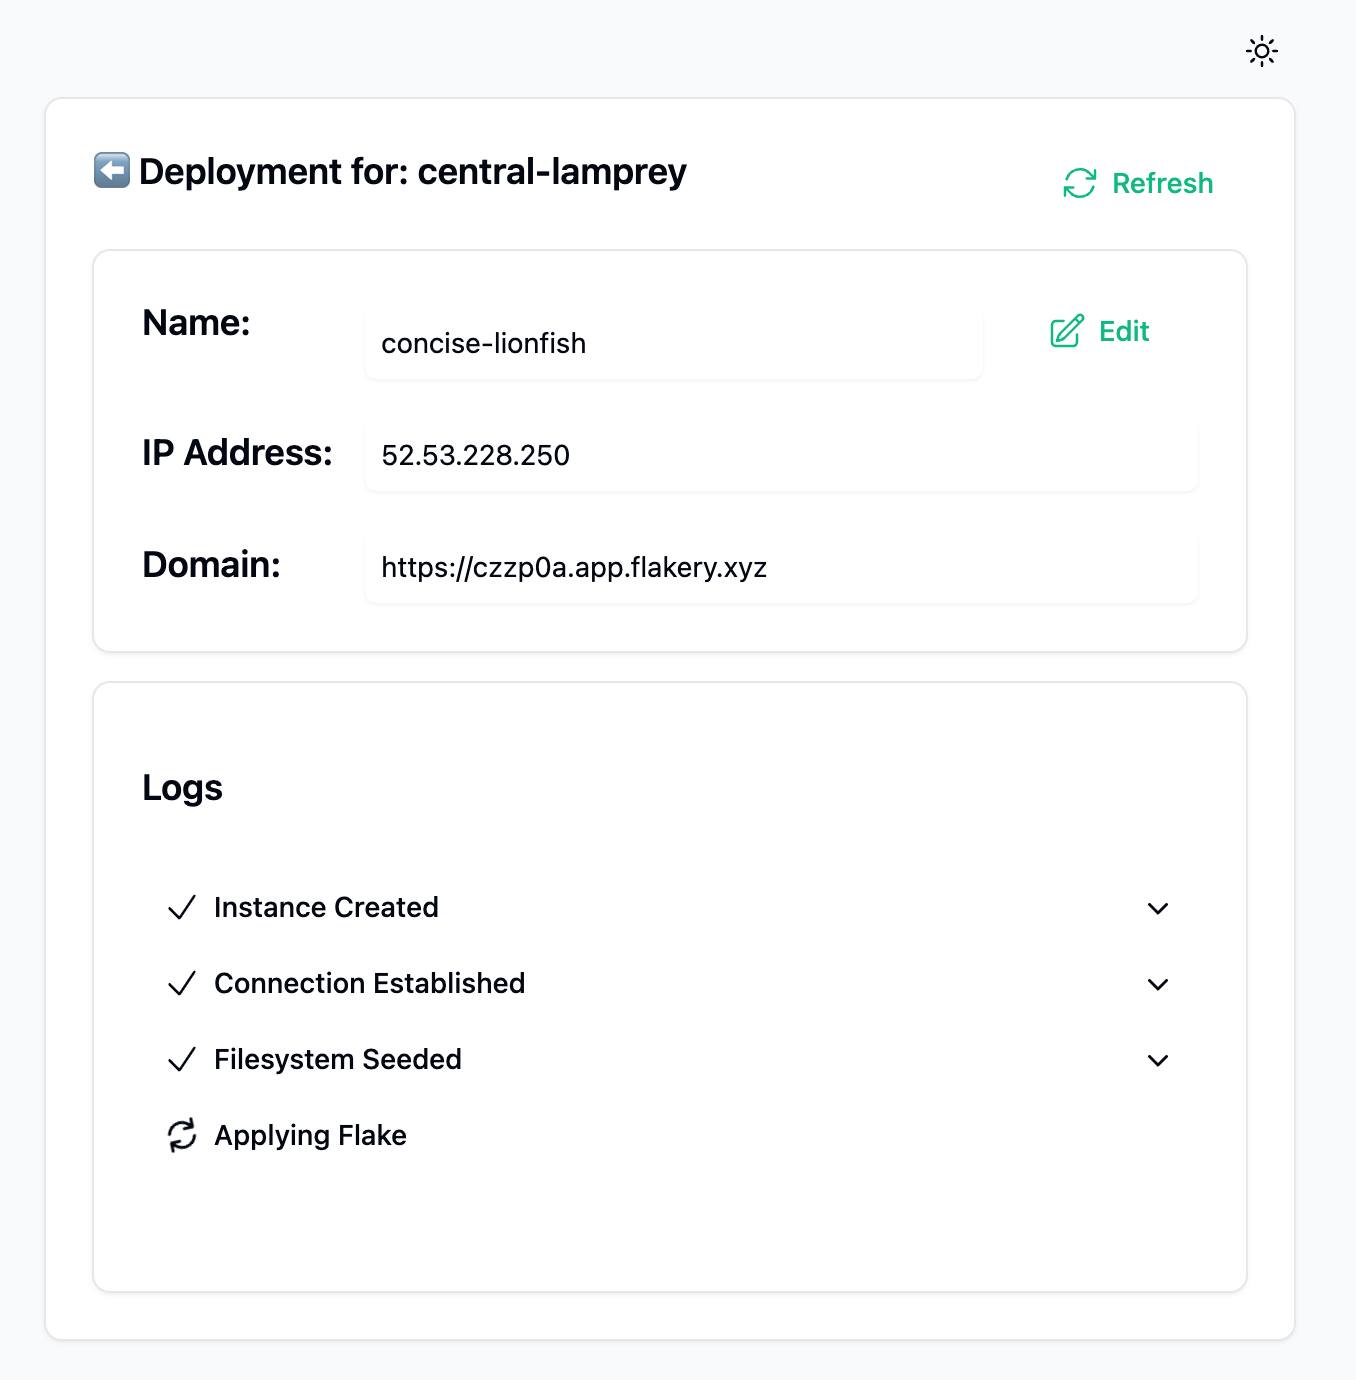 Deployment for: central-lamprey
Refresh
Name:
concise-lionfish
Edit
IP Address:
52.53.228.250
Domain:
https://czzp0a.app.flakery.xyz
Logs
Instance Created
Connection Established
Filesystem Seeded
Applying Flake